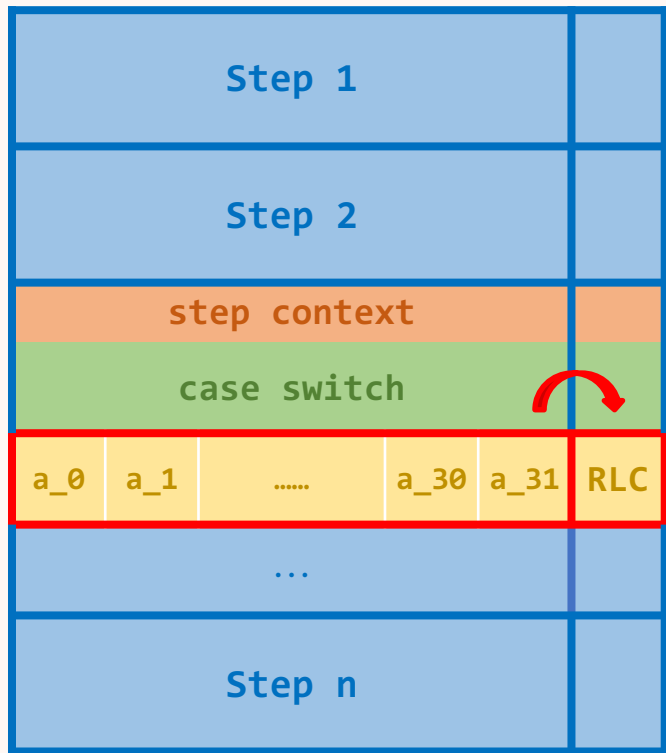 Step 1
Step 2
step context
case switch
a_0 a_1 …… a_30 a_31 RLC
...
Step n